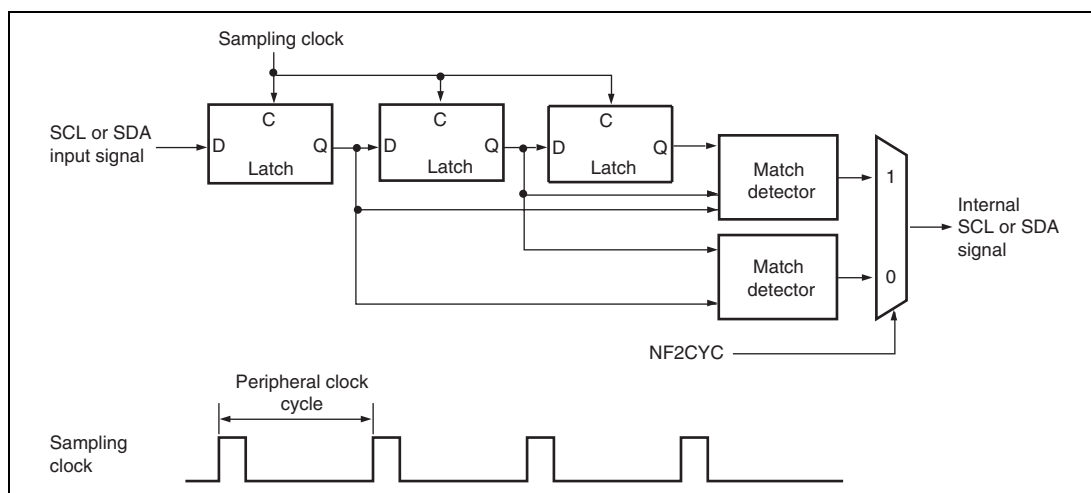 Sampling clock
SCL or SDA
input signal
D
C
Q
Latch
D
C
Q
Latch
D
C
Q
Latch
Match
detector
Match
detector
1
0
Internal
SCL or SDA
signal
NF2CYC
Peripheral clock
cycle
Sampling
clock